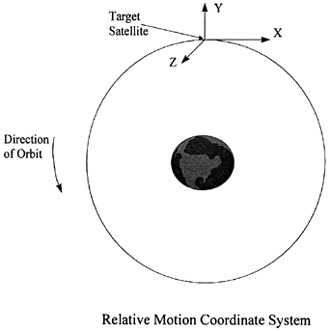 Target
Satellite
Y
X
Z
Direction
of Orbit
Relative Motion Coordinate System